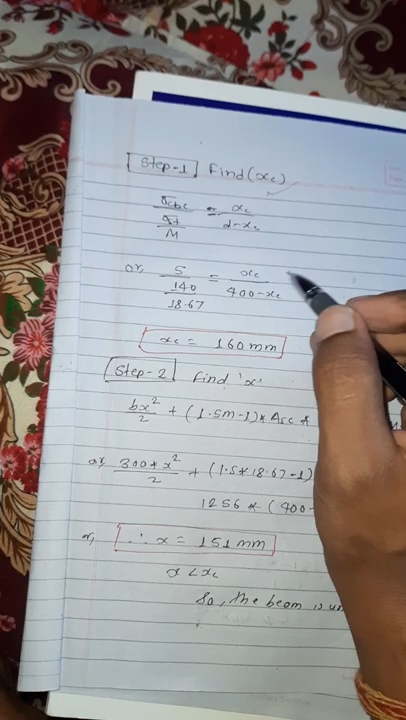 Step-1 Find (xc)
σcbc / (σst / M) = xc / (d-xc)
or, 5 / (140 / 18.67) = xc / (400-xc)
xc = 160 mm
Step-2 Find 'x'
bx²/2 + (1.5m-1)* Asc
or, 300*x²/2 + (1.5*18.67-1)
1256 * (400-
or, ∴ x = 151 mm
x < xc
So, the beam is